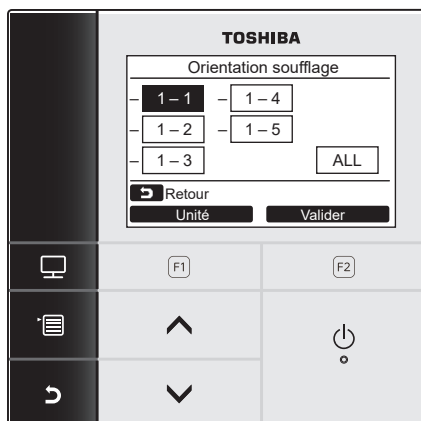 TOSHIBA
Orientation soufflage
– 1 – 1 – 1 – 4
– 1 – 2 – 1 – 5
– 1 – 3 ALL
Retour
Unité Valider
F1 F2